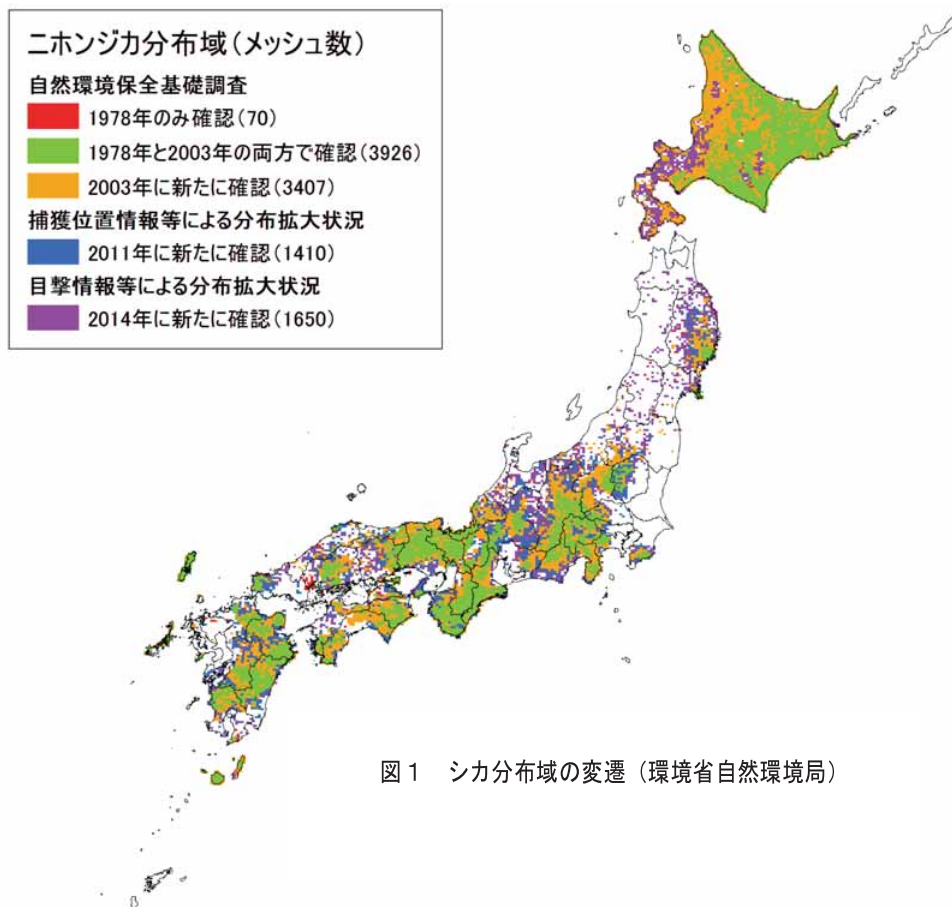 ニホンジカ分布域(メッシュ数)
自然環境保全基礎調査
1978年のみ確認(70)
1978年と2003年の両方で確認(3926)
2003年に新たに確認(3407)
捕獲位置情報等による分布拡大状況
2011年に新たに確認(1410)
目撃情報等による分布拡大状況
2014年に新たに確認(1650)
図1 シカ分布域の変遷(環境省自然環境局)